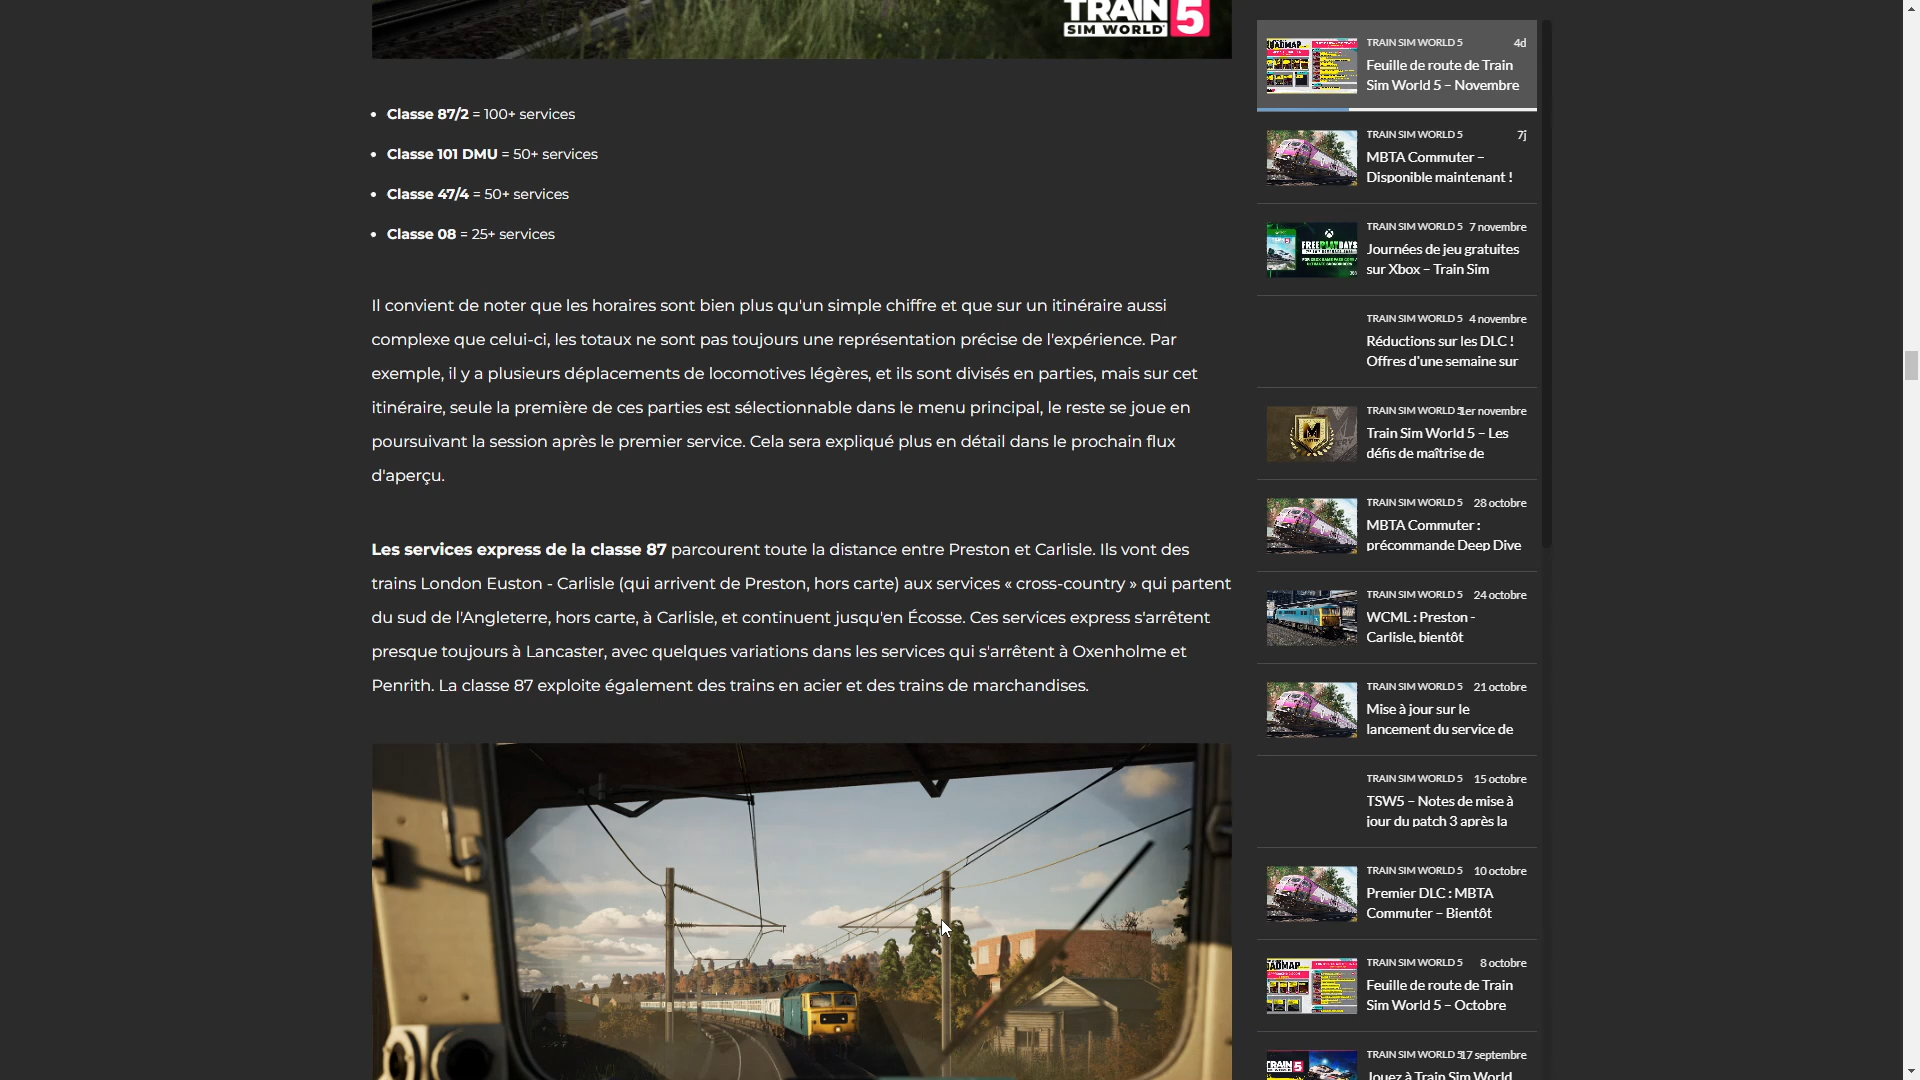 TRAIN 5
SIM WORLD
Classe 87/2 = 100+ services
Classe 101 DMU = 50+ services
Classe 47/4 = 50+ services
Classe 08 = 25+ services
Il convient de noter que les horaires sont bien plus qu'un simple chiffre et que sur un itinéraire aussi
complexe que celui-ci, les totaux ne sont pas toujours une représentation précise de l'expérience. Par
exemple, il y a plusieurs déplacements de locomotives légères, et ils sont divisés en parties, mais sur cet
itinéraire, seule la première de ces parties est sélectionnable dans le menu principal, le reste se joue en
poursuivant la session après le premier service. Cela sera expliqué plus en détail dans le prochain flux
d'aperçu.
Les services express de la classe 87 parcourent toute la distance entre Preston et Carlisle. Ils vont des
trains London Euston - Carlisle (qui arrivent de Preston, hors carte) aux services « cross-country » qui partent
du sud de l'Angleterre, hors carte, à Carlisle, et continuent jusqu'en Écosse. Ces services express s'arrêtent
presque toujours à Lancaster, avec quelques variations dans les services qui s'arrêtent à Oxenholme et
Penrith. La classe 87 exploite également des trains en acier et des trains de marchandises.
TRAIN SIM WORLD 5 4d
Feuille de route de Train
Sim World 5 – Novembre
TRAIN SIM WORLD 5 7j
MBTA Commuter –
Disponible maintenant !
TRAIN SIM WORLD 5 7 novembre
Journées de jeu gratuites
sur Xbox – Train Sim
FREE PLAY DAYS
TRAIN SIM WORLD 5 4 novembre
Réductions sur les DLC !
Offres d'une semaine sur
TRAIN SIM WORLD 5 1er novembre
Train Sim World 5 – Les
défis de maîtrise de
TRAIN SIM WORLD 5 28 octobre
MBTA Commuter :
précommande Deep Dive
TRAIN SIM WORLD 5 24 octobre
WCML : Preston -
Carlisle, bientôt
TRAIN SIM WORLD 5 21 octobre
Mise à jour sur le
lancement du service de
TRAIN SIM WORLD 5 15 octobre
TSW5 – Notes de mise à
jour du patch 3 après la
TRAIN SIM WORLD 5 10 octobre
Premier DLC : MBTA
Commuter – Bientôt
TRAIN SIM WORLD 5 8 octobre
Feuille de route de Train
Sim World 5 – Octobre
TRAIN SIM WORLD 5 17 septembre
Jouez à Train Sim World